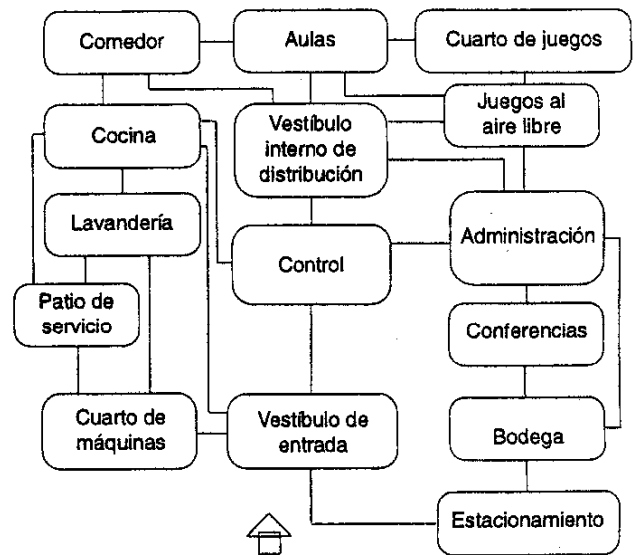 Comedor
Aulas
Cuarto de juegos
Juegos al
aire libre
Cocina
Vestíbulo
interno de
distribución
Lavandería
Administración
Control
Patio de
servicio
Conferencias
Cuarto de
máquinas
Vestíbulo de
entrada
Bodega
Estacionamiento